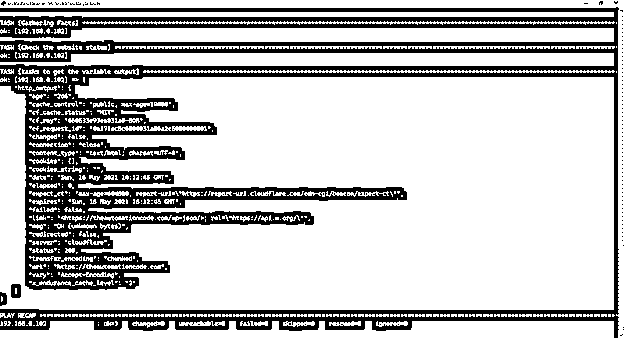 TASK [Gathering Facts]
ok: [192.168.0.102]
TASK [Check the website status]
ok: [192.168.0.102]
TASK [tasks to get the variable output]
ok: [192.168.0.102] => {
"http_output": {
"age": "206",
"cache_control": "public, max-age=
"cf_cache_status": "HIT",
"cf_ray":
"cf_request_id":
"changed": false,
"connection": "close",
"content_type": "text/html; charset=UTF-8",
"cookies": {},
"cookies_string": "",
"date": "Sun, 16 May 2021 16:12:45 GMT",
"elapsed": 0,
"expect_ct": "max-age=604800, report-uri=\"https://report-uri.cloudflare.com/cdn-cgi/beacon/expect-ct\"",
"expires": "Sun, 16 May 2021 16:12:45 GMT",
"failed": false,
"link": "<https://theautomationcode.com/wp-json/>; rel=\"https://api.w.org/\"",
"msg": "OK (unknown bytes)",
"redirected": false,
"server": "cloudflare",
"status": 200,
"transfer_encoding": "chunked",
"url": "https://theautomationcode.com",
"vary": "Accept-Encoding",
"x_endurance_cache_level": "2"
}
}
PLAY RECAP
192.168.0.102 : ok=3 changed=0 unreachable=0 failed=0 skipped=0 rescued=0 ignored=0